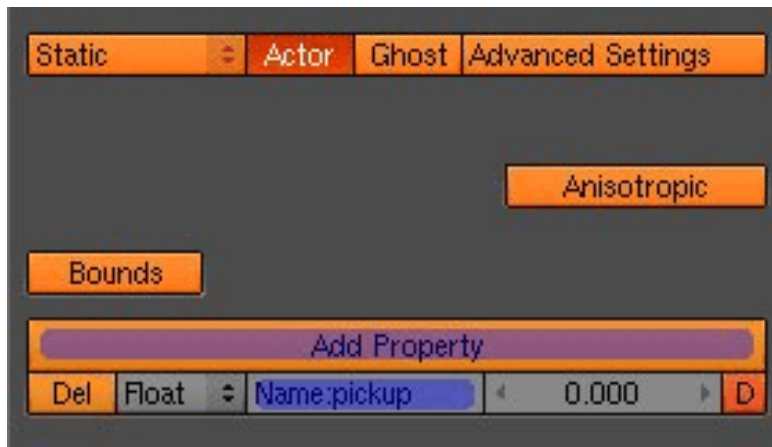 Static Actor Ghost Advanced Settings
Anisotropic
Bounds
Add Property
Del Float Name:pickup 0.000 D